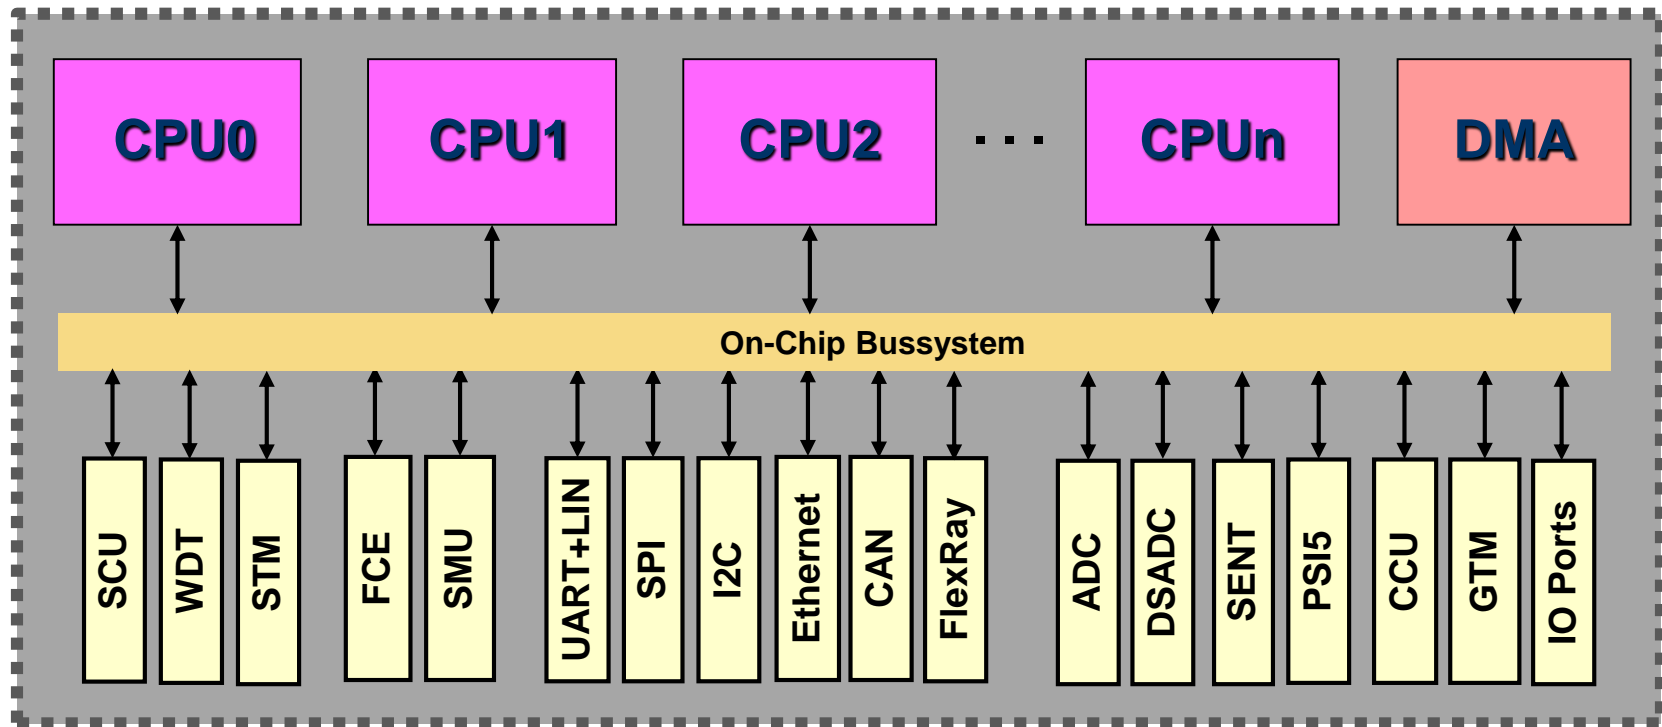 CPU0
CPU1
CPU2
. . .
CPUn
DMA
On-Chip Bussystem
SCU
WDT
STM
FCE
SMU
UART+LIN
SPI
I2C
Ethernet
CAN
FlexRay
ADC
DSADC
SENT
PSI5
CCU
GTM
IO Ports